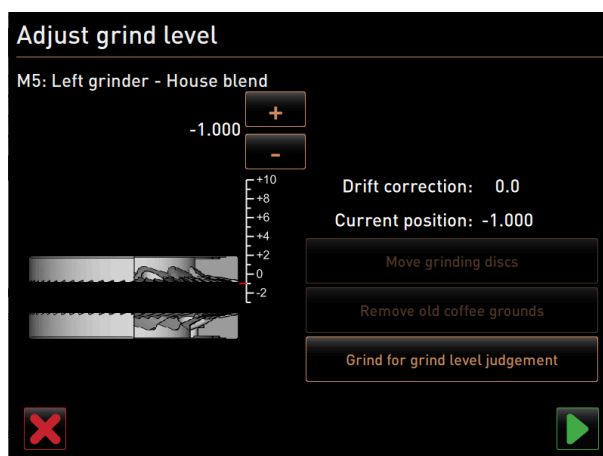 Adjust grind level
M5: Left grinder - House blend
-1.000
+
-
+10
+8
+6
+4
+2
0
-2
Drift correction: 0.0
Current position: -1.000
Move grinding discs
Remove old coffee grounds
Grind for grind level judgement